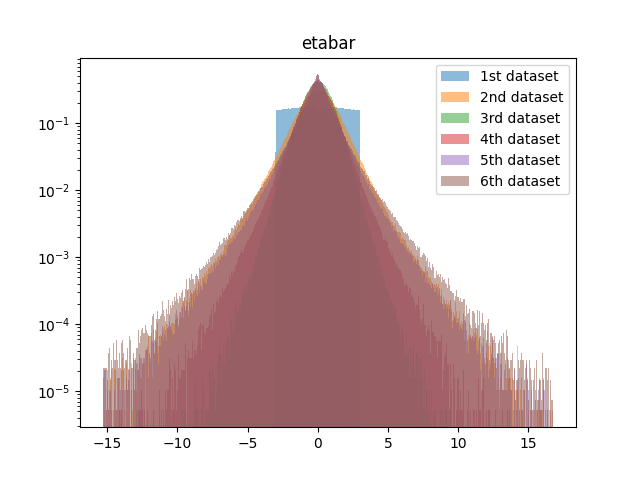 etabar
1st dataset
2nd dataset
3rd dataset
4th dataset
5th dataset
6th dataset
10⁻¹
10⁻²
10⁻³
10⁻⁴
10⁻⁵
−15 −10 −5 0 5 10 15